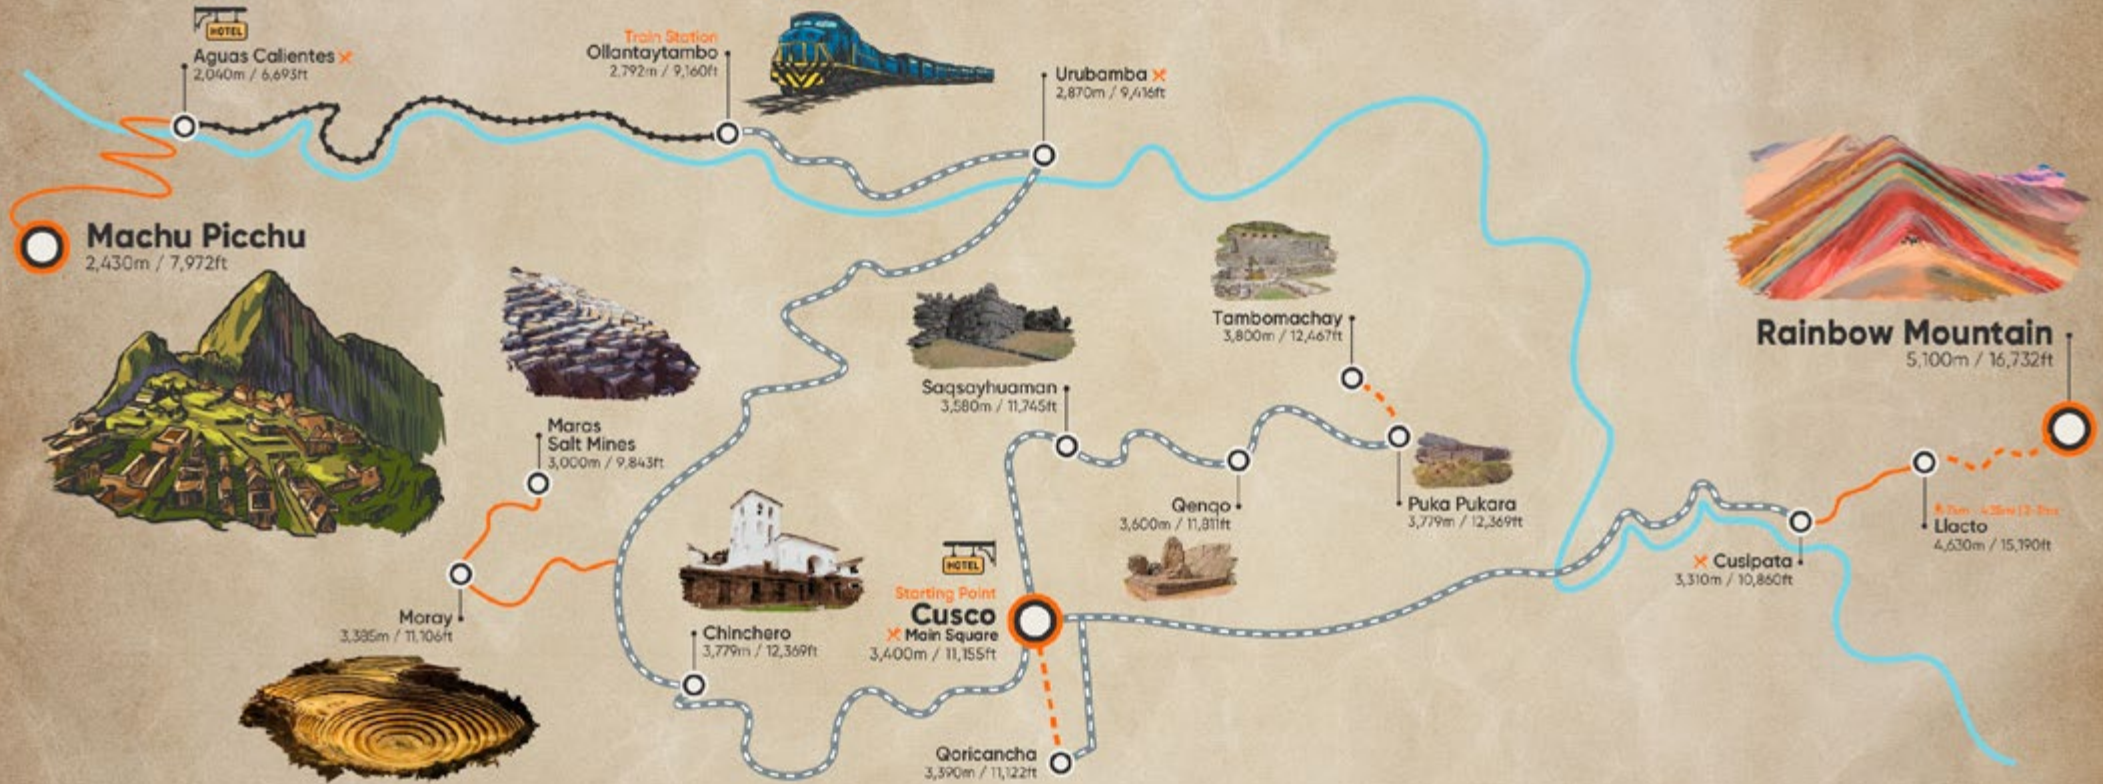 HOTEL
Aguas Calientes
2,040m / 6,693ft
Train Station
Ollantaytambo
2,792m / 9,160ft
Urubamba
2,870m / 9,416ft
Machu Picchu
2,430m / 7,972ft
Maras
Salt Mines
3,000m / 9,843ft
Saqsayhuaman
3,580m / 11,745ft
Tambomachay
3,800m / 12,467ft
Rainbow Mountain
5,100m / 16,732ft
Qenqo
3,600m / 11,811ft
Puka Pukara
3,779m / 12,369ft
Llacto
4,630m / 15,190ft
Cusipata
3,310m / 10,860ft
Moray
3,385m / 11,106ft
Chinchero
3,779m / 12,369ft
HOTEL
Starting Point
Cusco
Main Square
3,400m / 11,155ft
Qoricancha
3,390m / 11,122ft